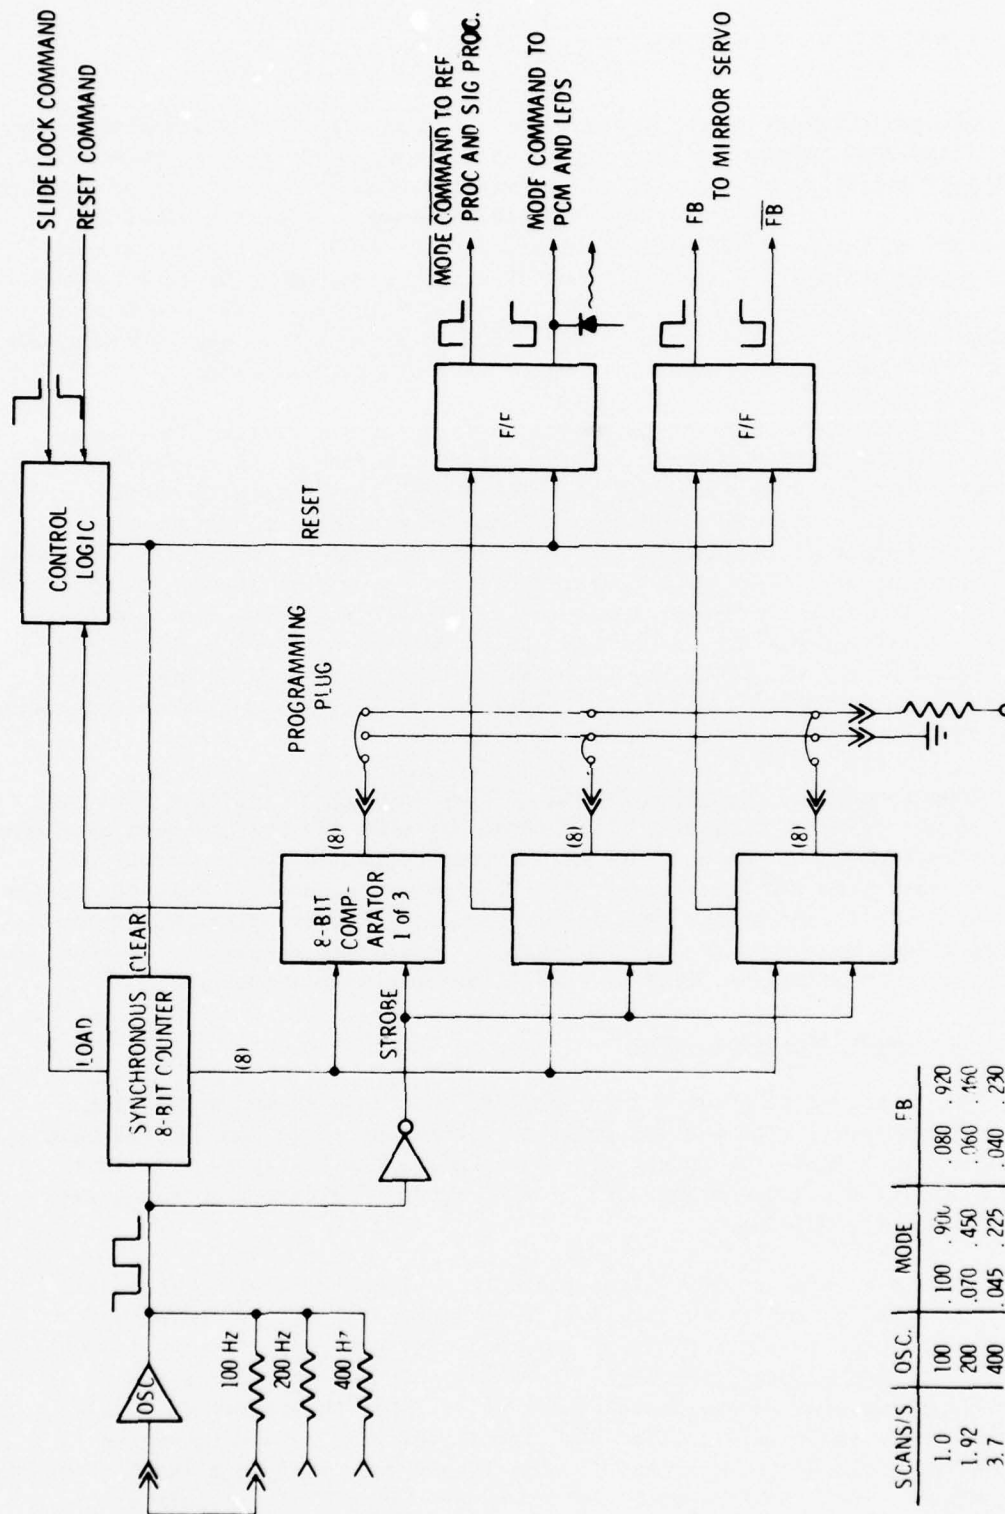 SLIDE LOCK COMMAND
RESET COMMAND
CONTROL
LOGIC
LOAD
CLEAR
SYNCHRONOUS
8-BIT COUNTER
(8)
OSC.
100 Hz
200 Hz
400 Hz
STROBE
8-BIT
COMP-
ARATOR
1 of 3
(8)
(8)
(8)
PROGRAMMING
PLUG
RESET
F/F
F/F
MODE COMMAND TO REF
PROC AND SIG PROC.
MODE COMMAND TO
PCM AND LEDS
FB
TO MIRROR SERVO
FB
SCANS/S OSC. MODE FB
1.0 100 .100 .900 .080 .920
1.92 200 .070 .450 .060 .460
3.7 400 .045 .225 .040 .230